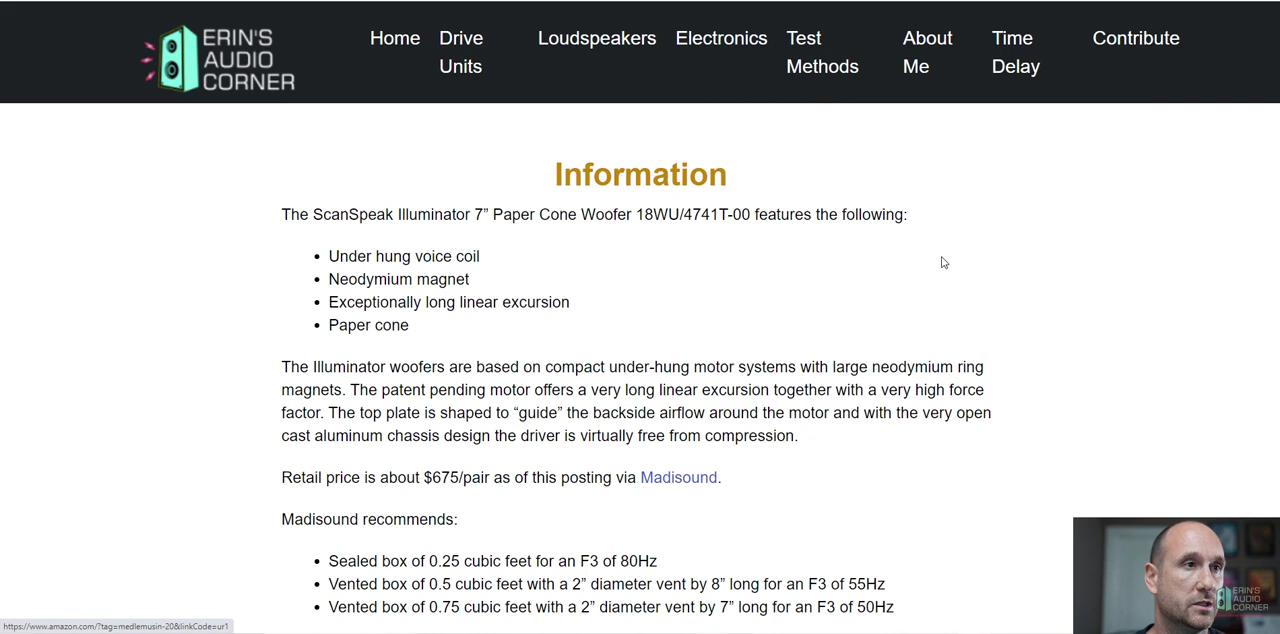 ERIN'S
AUDIO
CORNER
Home
Drive
Units
Loudspeakers
Electronics
Test
Methods
About
Me
Time
Delay
Contribute
Information
The ScanSpeak Illuminator 7” Paper Cone Woofer 18WU/4741T-00 features the following:
• Under hung voice coil
• Neodymium magnet
• Exceptionally long linear excursion
• Paper cone
The Illuminator woofers are based on compact under-hung motor systems with large neodymium ring
magnets. The patent pending motor offers a very long linear excursion together with a very high force
factor. The top plate is shaped to “guide” the backside airflow around the motor and with the very open
cast aluminum chassis design the driver is virtually free from compression.
Retail price is about $675/pair as of this posting via Madisound.
Madisound recommends:
• Sealed box of 0.25 cubic feet for an F3 of 80Hz
• Vented box of 0.5 cubic feet with a 2” diameter vent by 8” long for an F3 of 55Hz
• Vented box of 0.75 cubic feet with a 2” diameter vent by 7” long for an F3 of 50Hz
https://www.amazon.com/?tag=medlemusin-20&linkCode=ur1
ERIN'S
AUDIO
CORNER